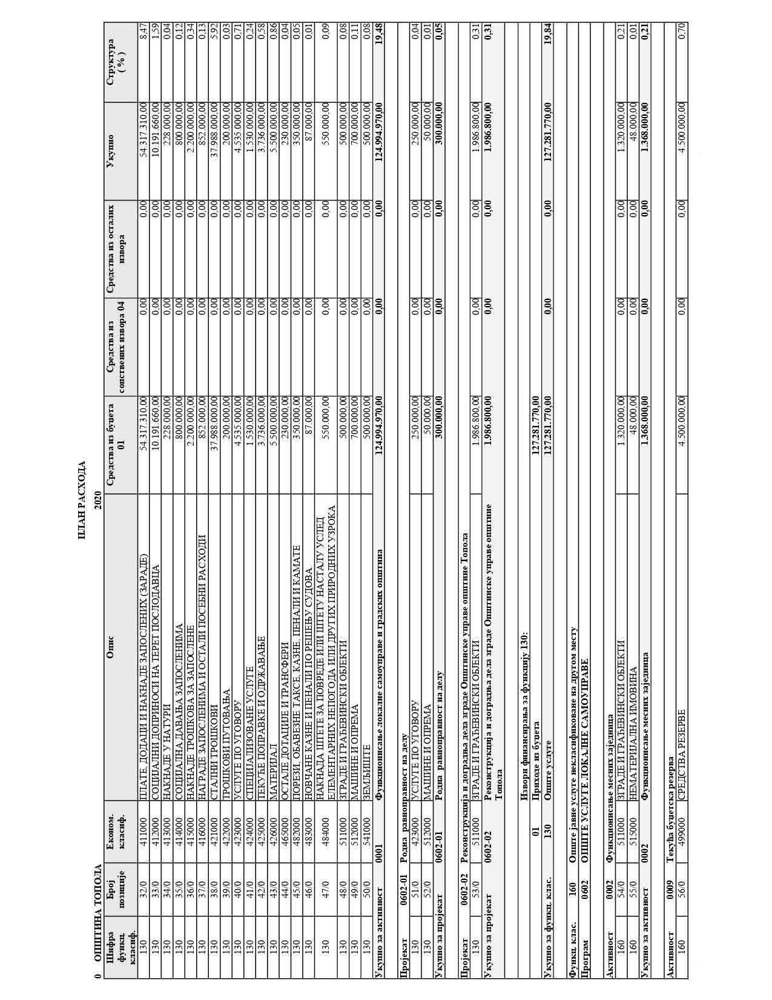 ПЛАН РАСХОДА
0 ОПШТИНА ТОПОЛА 2020
Шифра функц. класиф. Број позиције Економ. класиф. Опис Средства из буџета 01 Средства из сопствених извора 04 Средства из осталих извора Укупно Структура ( % )
130 32/0 411000 ПЛАТЕ, ДОДАЦИ И НАКНАДЕ ЗАПОСЛЕНИХ (ЗАРАДЕ) 54.317.310,00 0,00 0,00 54.317.310,00 8,47
130 33/0 412000 СОЦИЈАЛНИ ДОПРИНОСИ НА ТЕРЕТ ПОСЛОДАВЦА 10.191.660,00 0,00 0,00 10.191.660,00 1,59
130 34/0 413000 НАКНАДЕ У НАТУРИ 228.000,00 0,00 0,00 228.000,00 0,04
130 35/0 414000 СОЦИЈАЛНА ДАВАЊА ЗАПОСЛЕНИМА 800.000,00 0,00 0,00 800.000,00 0,12
130 36/0 415000 НАКНАДЕ ТРОШКОВА ЗА ЗАПОСЛЕНЕ 2.200.000,00 0,00 0,00 2.200.000,00 0,34
130 37/0 416000 НАГРАДЕ ЗАПОСЛЕНИМА И ОСТАЛИ ПОСЕБНИ РАСХОДИ 852.000,00 0,00 0,00 852.000,00 0,13
130 38/0 421000 СТАЛНИ ТРОШКОВИ 37.988.000,00 0,00 0,00 37.988.000,00 5,92
130 39/0 422000 ТРОШКОВИ ПУТОВАЊА 200.000,00 0,00 0,00 200.000,00 0,03
130 40/0 423000 УСЛУГЕ ПО УГОВОРУ 4.535.000,00 0,00 0,00 4.535.000,00 0,71
130 41/0 424000 СПЕЦИЈАЛИЗОВАНЕ УСЛУГЕ 1.530.000,00 0,00 0,00 1.530.000,00 0,24
130 42/0 425000 ТЕКУЋЕ ПОПРАВКЕ И ОДРЖАВАЊЕ 3.736.000,00 0,00 0,00 3.736.000,00 0,58
130 43/0 426000 МАТЕРИЈАЛ 5.500.000,00 0,00 0,00 5.500.000,00 0,86
130 44/0 465000 ОСТАЛЕ ДОТАЦИЈЕ И ТРАНСФЕРИ 230.000,00 0,00 0,00 230.000,00 0,04
130 45/0 482000 ПОРЕЗИ, ОБАВЕЗНЕ ТАКСЕ, КАЗНЕ, ПЕНАЛИ И КАМАТЕ 350.000,00 0,00 0,00 350.000,00 0,05
130 46/0 483000 НОВЧАНЕ КАЗНЕ И ПЕНАЛИ ПО РЕШЕЊУ СУДОВА 87.000,00 0,00 0,00 87.000,00 0,01
130 47/0 484000 НАКНАДА ШТЕТЕ ЗА ПОВРЕДЕ ИЛИ ШТЕТУ НАСТАЛУ УСЛЕД 550.000,00 0,00 0,00 550.000,00 0,09
ЕЛЕМЕНТАРНИХ НЕПОГОДА ИЛИ ДРУГИХ ПРИРОДНИХ УЗРОКА
130 48/0 511000 ЗГРАДЕ И ГРАЂЕВИНСКИ ОБЈЕКТИ 500.000,00 0,00 0,00 500.000,00 0,08
130 49/0 512000 МАШИНЕ И ОПРЕМА 700.000,00 0,00 0,00 700.000,00 0,11
130 50/0 541000 ЗЕМЉИШТЕ 500.000,00 0,00 0,00 500.000,00 0,08
Укупно за активност 0001 Функционисање локалне самоуправе и градских општина 124.994.970,00 0,00 0,00 124.994.970,00 19,48
Пројекат 0602-01 Родна равноправност на делу
130 51/0 423000 УСЛУГЕ ПО УГОВОРУ 250.000,00 0,00 0,00 250.000,00 0,04
130 52/0 512000 МАШИНЕ И ОПРЕМА 50.000,00 0,00 0,00 50.000,00 0,01
Укупно за пројекат 0602-01 Родна равноправност на делу 300.000,00 0,00 0,00 300.000,00 0,05
Пројекат 0602-02 Реконструкција и доградња дела зграде Општинске управе општине Топола
130 53/0 511000 ЗГРАДЕ И ГРАЂЕВИНСКИ ОБЈЕКТИ 1.986.800,00 0,00 0,00 1.986.800,00 0,31
Укупно за пројекат 0602-02 Реконструкција и доградња дела зграде Општинске управе општине 1.986.800,00 0,00 0,00 1.986.800,00 0,31
Топола
Извори финансирања за функцију 130:
01 Приходе из буџета 127.281.770,00
Укупно за функц. клас. 130 Опште услуге 127.281.770,00 0,00 0,00 127.281.770,00 19,84
Функц. клас. 160 Опште јавне услуге некласификоване на другом месту
Програм 0602 ОПШТЕ УСЛУГЕ ЛОКАЛНЕ САМОУПРАВЕ
Активност 0002 Функционисање месних заједница
160 54/0 511000 ЗГРАДЕ И ГРАЂЕВИНСКИ ОБЈЕКТИ 1.320.000,00 0,00 0,00 1.320.000,00 0,21
160 55/0 515000 НЕМАТЕРИЈАЛНА ИМОВИНА 48.000,00 0,00 0,00 48.000,00 0,01
Укупно за активност 0002 Функционисање месних заједница 1.368.000,00 0,00 0,00 1.368.000,00 0,21
Активност 0009 Текућа буџетска резерва
160 56/0 499000 СРЕДСТВА РЕЗЕРВЕ 4.500.000,00 0,00 0,00 4.500.000,00 0,70